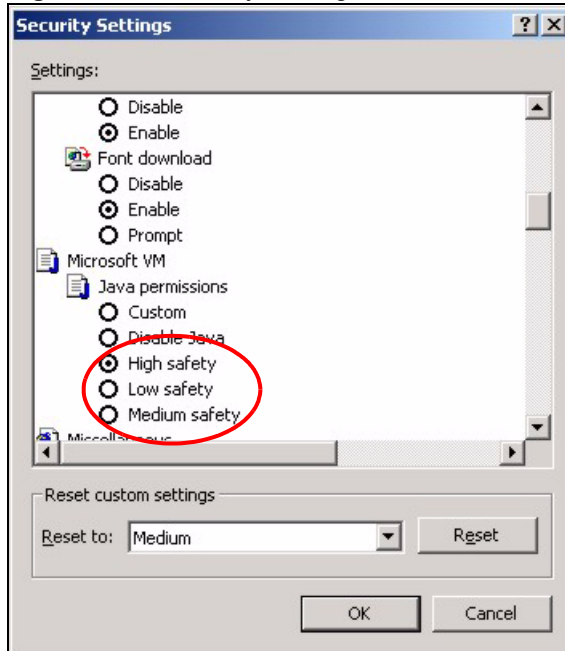 Security Settings
Settings:
Disable
Enable
Font download
Disable
Enable
Prompt
Microsoft VM
Java permissions
Custom
Disable Java
High safety
Low safety
Medium safety
Miscellaneous
Reset custom settings
Reset to: Medium Reset
OK Cancel